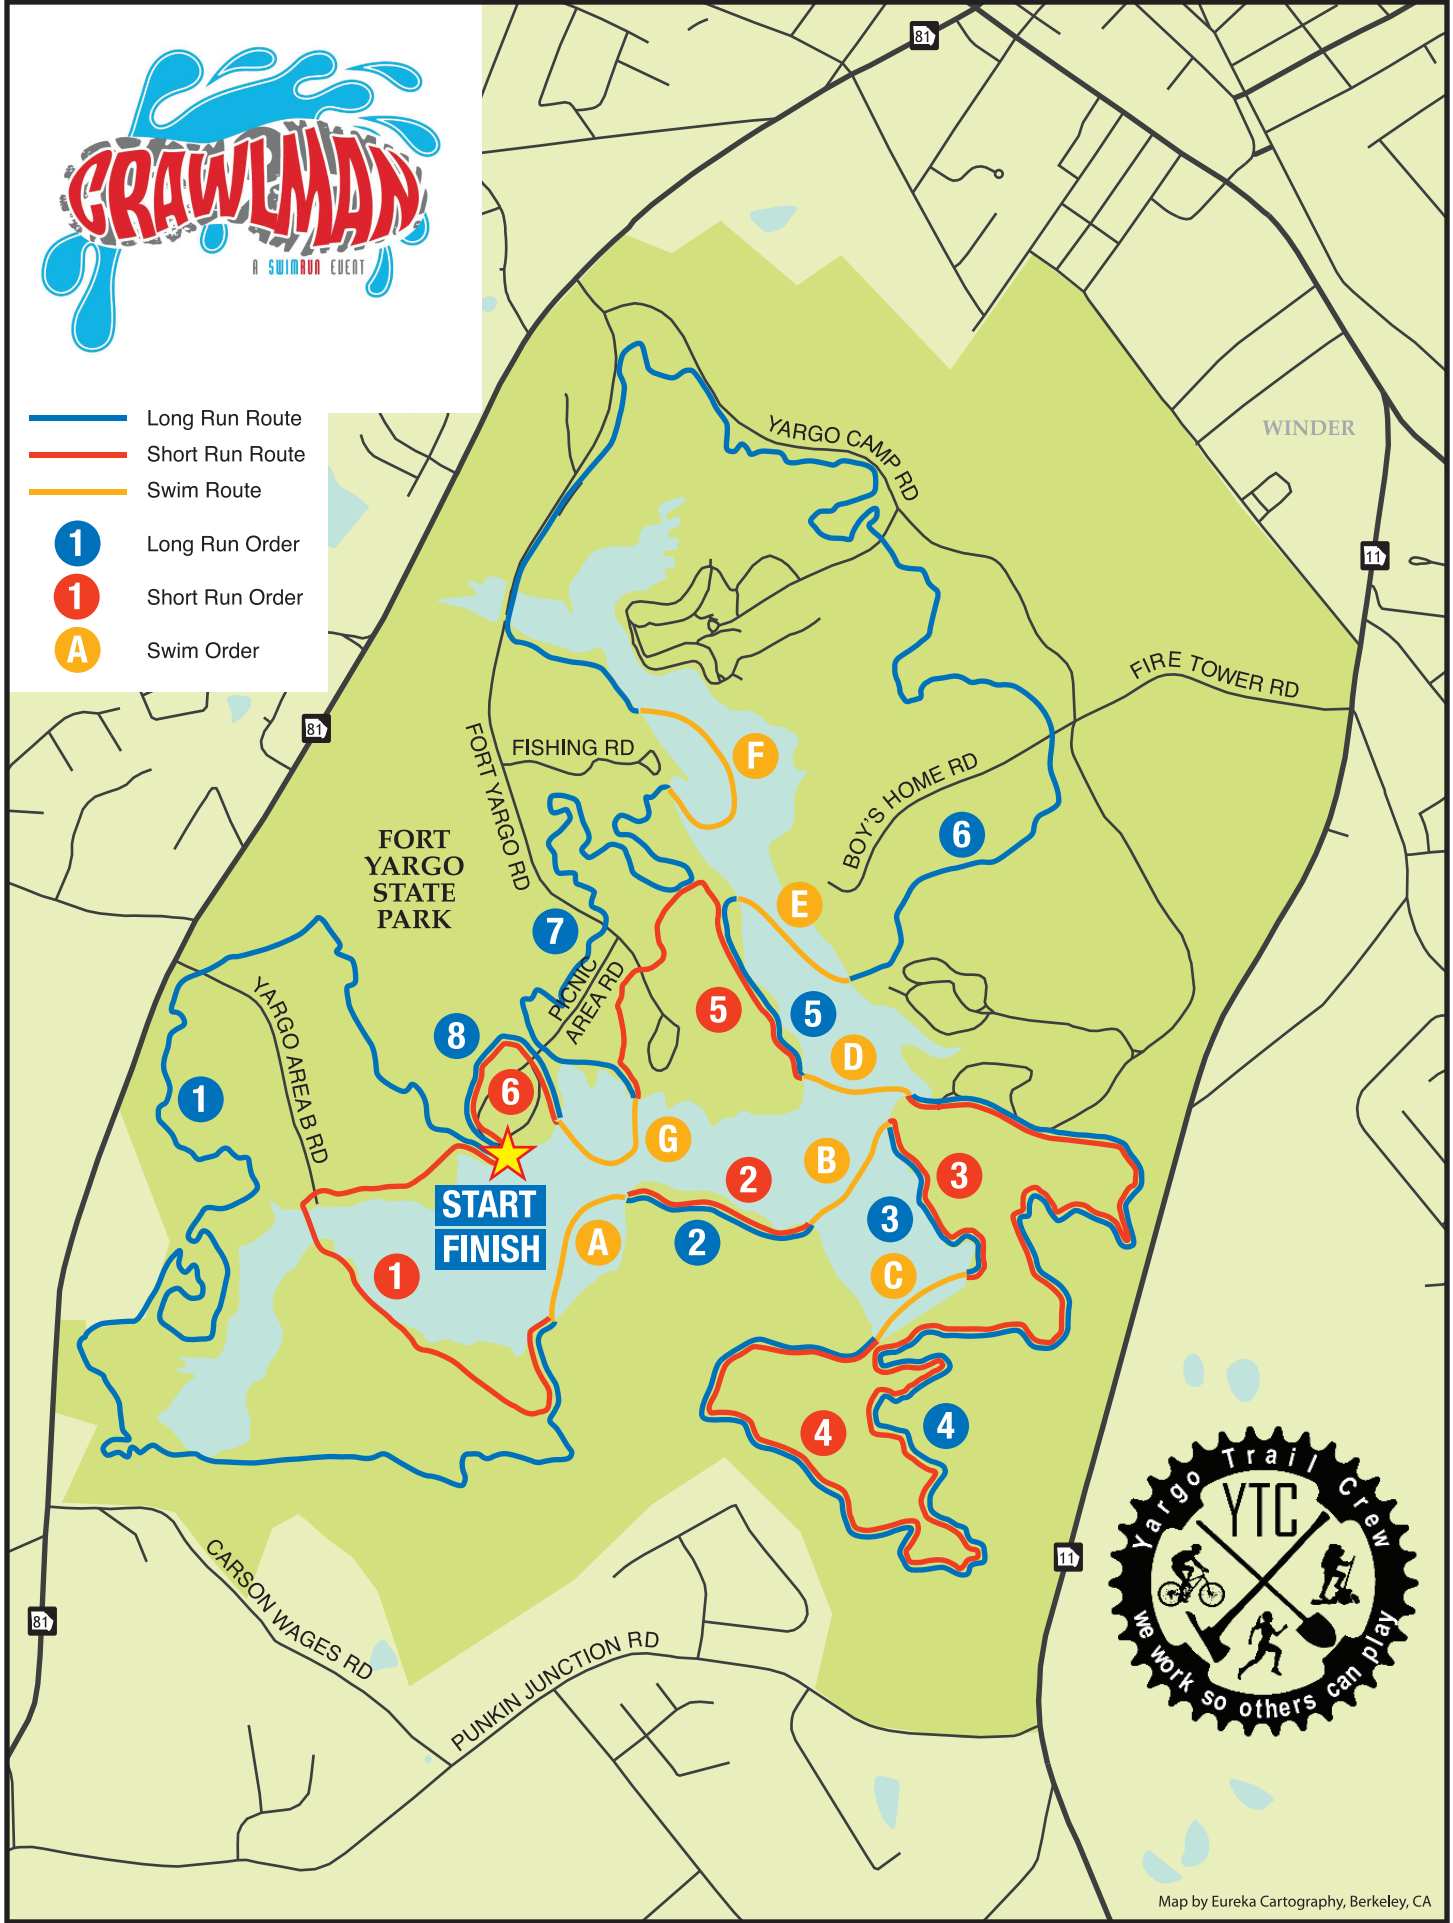 CRAWLMAN
A SWIMRUN EVENT
Long Run Route
Short Run Route
Swim Route
1 Long Run Order
1 Short Run Order
A Swim Order
81
WINDER
YARGO CAMP RD
11
FIRE TOWER RD
81
FORT YARGO RD
FISHING RD
F
BOY'S HOME RD
6
FORT
YARGO
STATE
PARK
E
7
PICNIC
AREA RD
YARGO AREA B RD
5
5
8
D
1
6
G
B
2
3
START
FINISH
A
2
3
1
C
4
4
Yargo Trail Crew
YTC
we work so others can play
11
CARSON WAGES RD
81
PUNKIN JUNCTION RD
Map by Eureka Cartography, Berkeley, CA